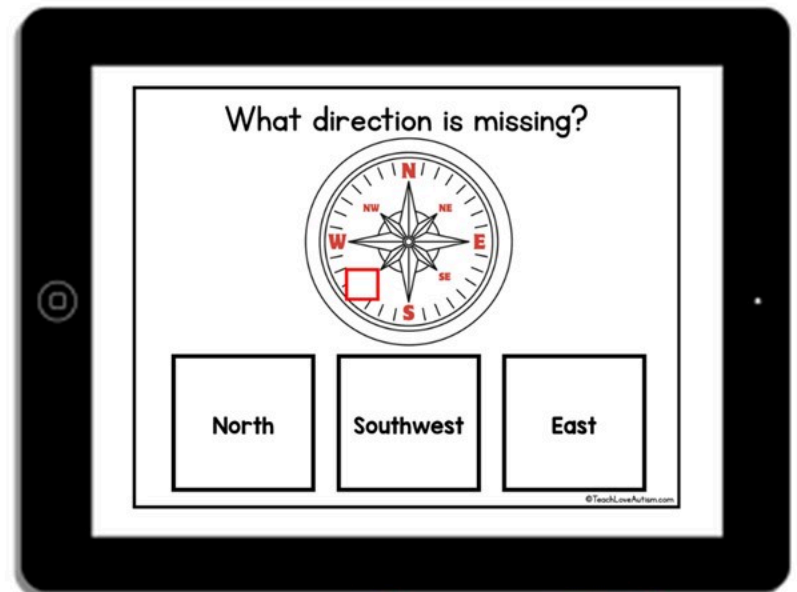 What direction is missing?
N
NW NE
W E
SE
S
North Southwest East
©TeachLoveAutism.com